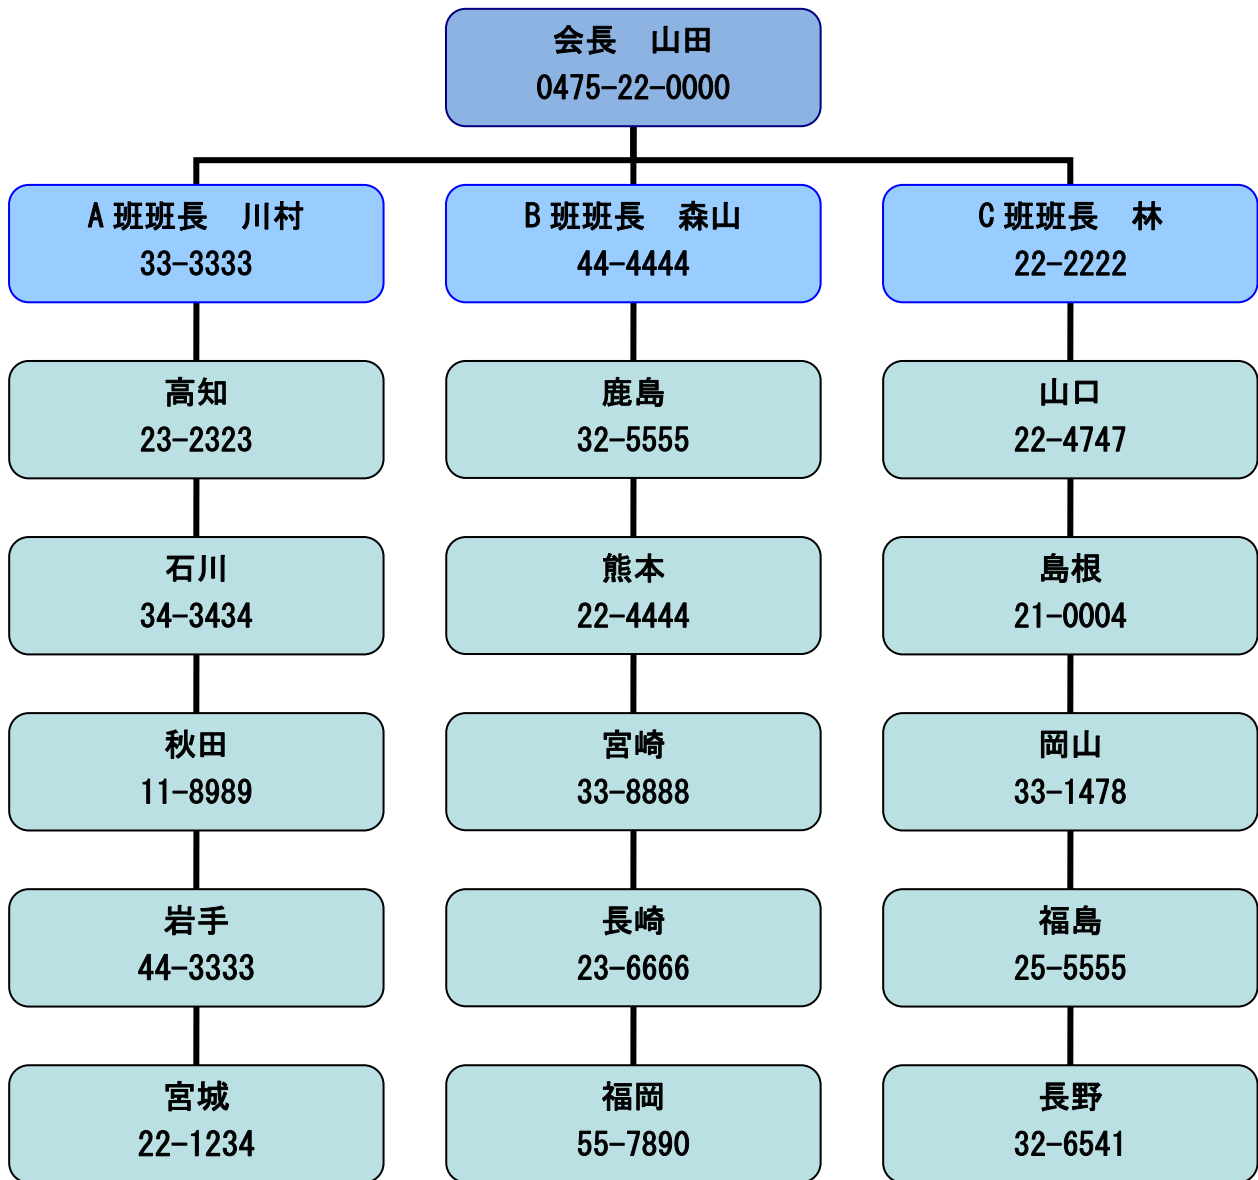 会長　山田
0475-22-0000
A班班長　川村
33-3333
B班班長　森山
44-4444
C班班長　林
22-2222
高知
23-2323
鹿島
32-5555
山口
22-4747
石川
34-3434
熊本
22-4444
島根
21-0004
秋田
11-8989
宮崎
33-8888
岡山
33-1478
岩手
44-3333
長崎
23-6666
福島
25-5555
宮城
22-1234
福岡
55-7890
長野
32-6541